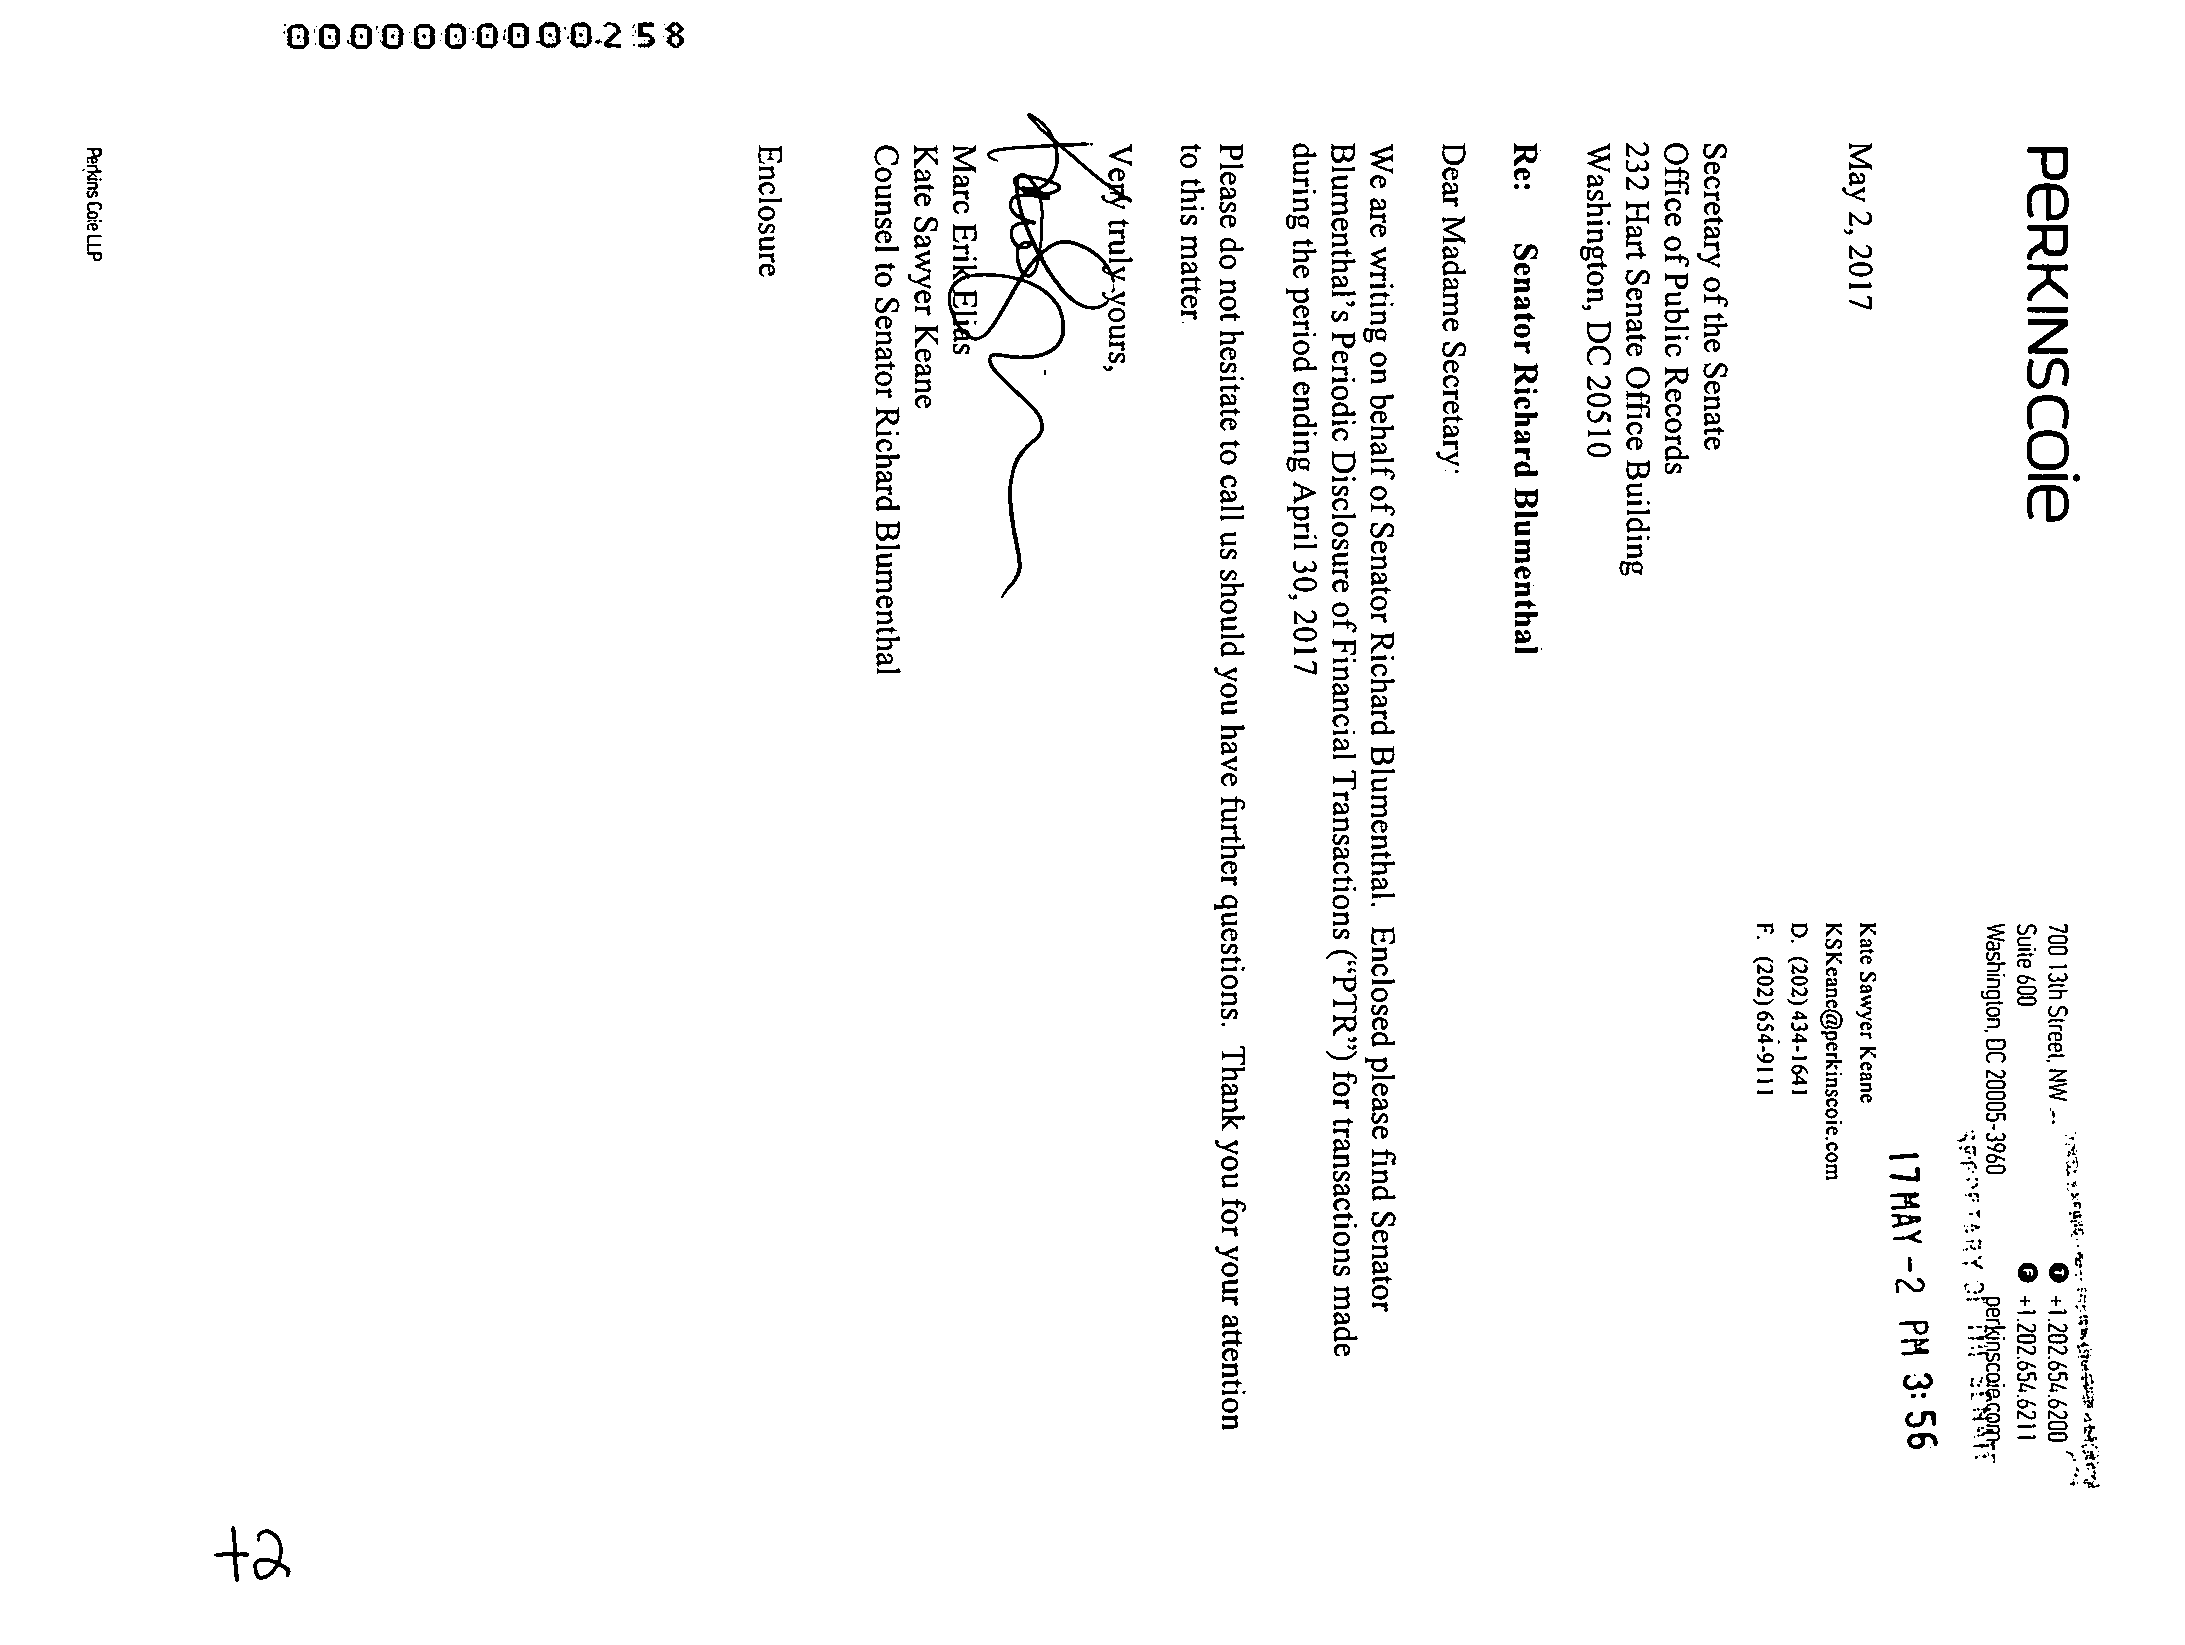 PERKINSCOIE
700 13th Street, NW
Suite 600
Washington, DC 20005-3960
T +1.202.654.6200
F +1.202.654.6211
perkinscoie.com
SECRETARY OF THE SENATE
17 MAY -2 PM 3:56
May 2, 2017
Kate Sawyer Keane
KSKeane@perkinscoie.com
D. (202) 434-1641
F. (202) 654-9111
Secretary of the Senate
Office of Public Records
232 Hart Senate Office Building
Washington, DC 20510
Re: Senator Richard Blumenthal
Dear Madame Secretary:
We are writing on behalf of Senator Richard Blumenthal. Enclosed please find Senator
Blumenthal's Periodic Disclosure of Financial Transactions (“PTR”) for transactions made
during the period ending April 30, 2017
Please do not hesitate to call us should you have further questions. Thank you for your attention
to this matter.
Very truly yours,
Marc Erik Elias
Kate Sawyer Keane
Counsel to Senator Richard Blumenthal
Enclosure
+2
Perkins Coie LLP
0000000000258